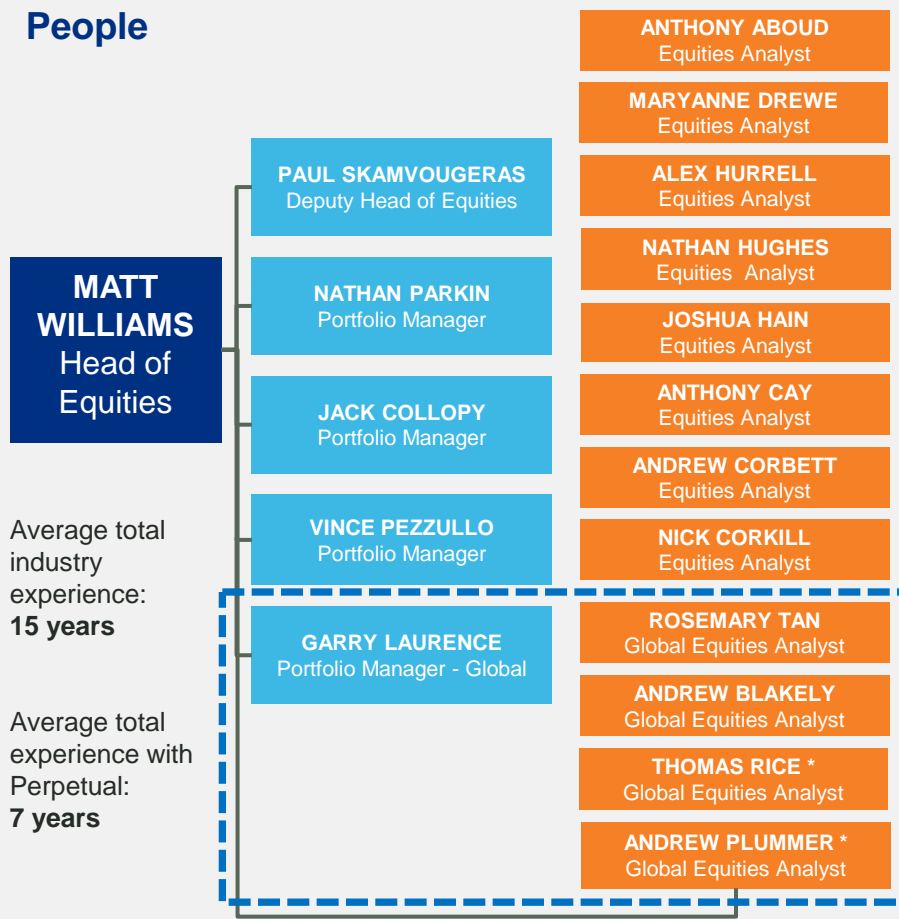 People
MATT
WILLIAMS
Head of
Equities
Average total
industry
experience:
15 years
Average total
experience with
Perpetual:
7 years
PAUL SKAMVOUGERAS
Deputy Head of Equities
NATHAN PARKIN
Portfolio Manager
JACK COLLOPY
Portfolio Manager
VINCE PEZZULLO
Portfolio Manager
GARRY LAURENCE
Portfolio Manager - Global
ANTHONY ABOUD
Equities Analyst
MARYANNE DREWE
Equities Analyst
ALEX HURRELL
Equities Analyst
NATHAN HUGHES
Equities Analyst
JOSHUA HAIN
Equities Analyst
ANTHONY CAY
Equities Analyst
ANDREW CORBETT
Equities Analyst
NICK CORKILL
Equities Analyst
ROSEMARY TAN
Global Equities Analyst
ANDREW BLAKELY
Global Equities Analyst
THOMAS RICE *
Global Equities Analyst
ANDREW PLUMMER *
Global Equities Analyst